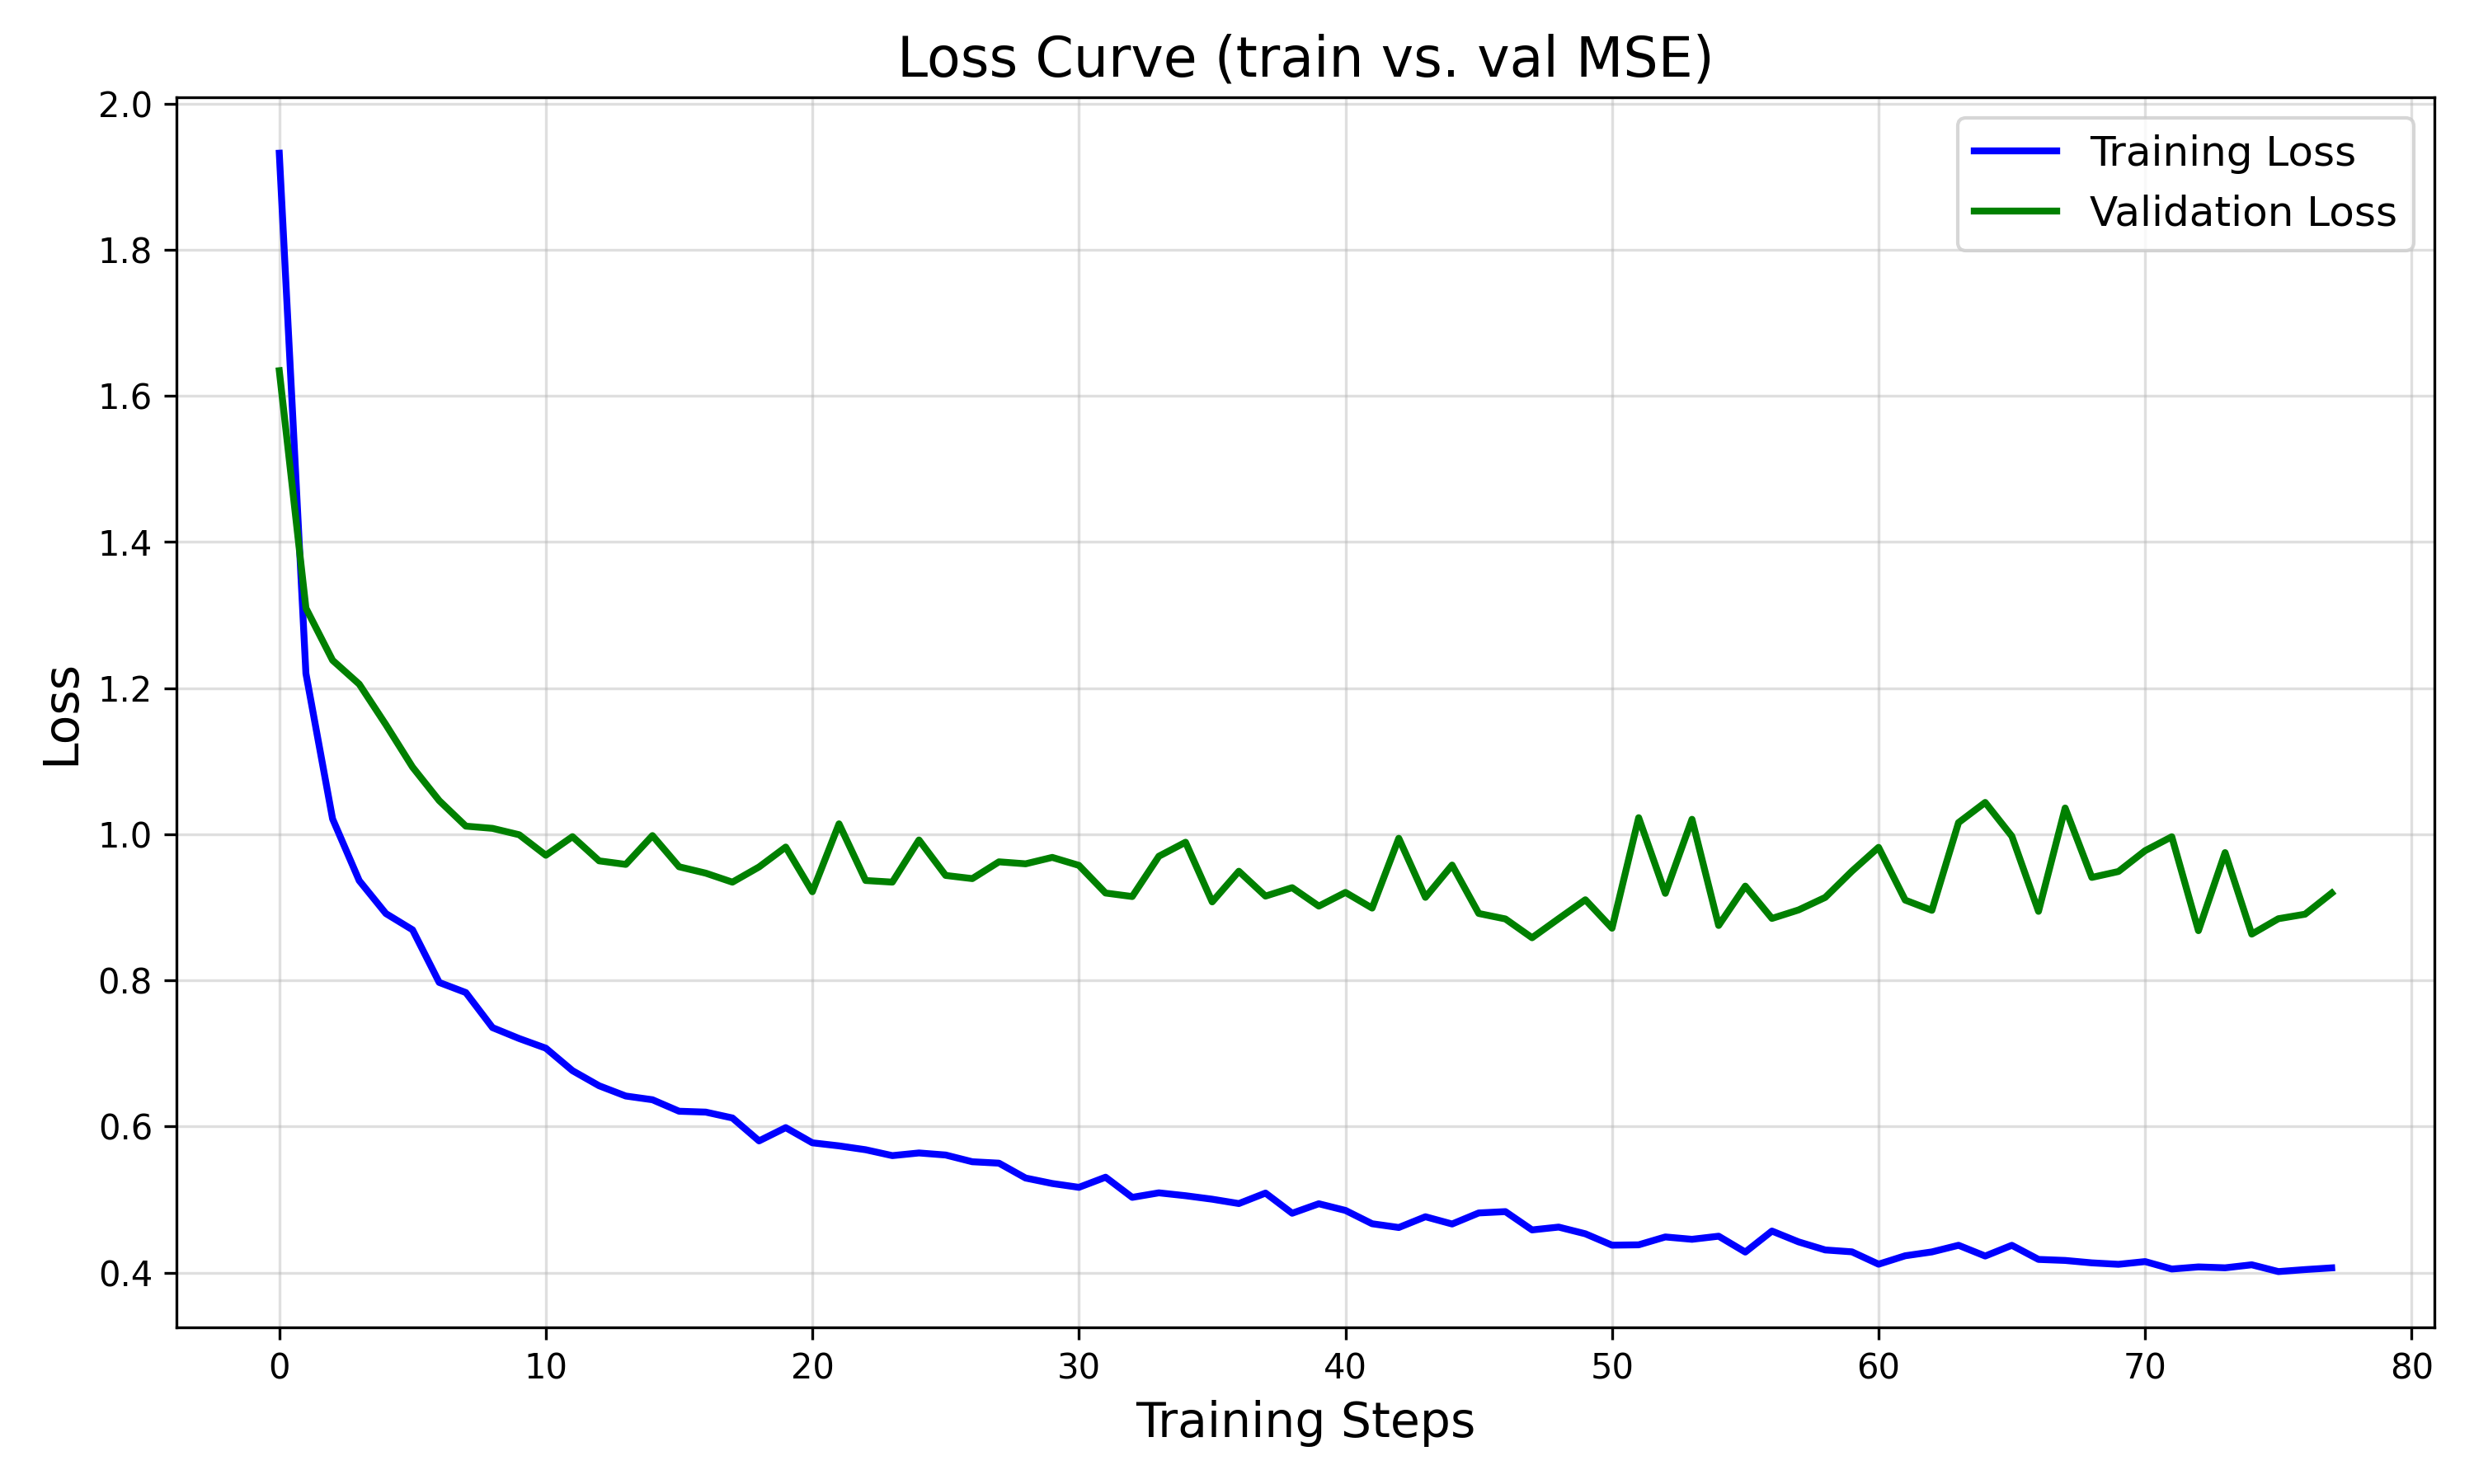 Loss Curve (train vs. val MSE)
2.0
1.8
1.6
1.4
1.2
1.0
0.8
0.6
0.4
Loss
Training Loss
Validation Loss
0 10 20 30 40 50 60 70 80
Training Steps